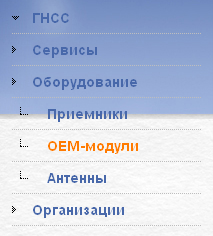 ГНСС
Сервисы
Оборудование
Приемники
ОЕМ-модули
Антенны
Организации